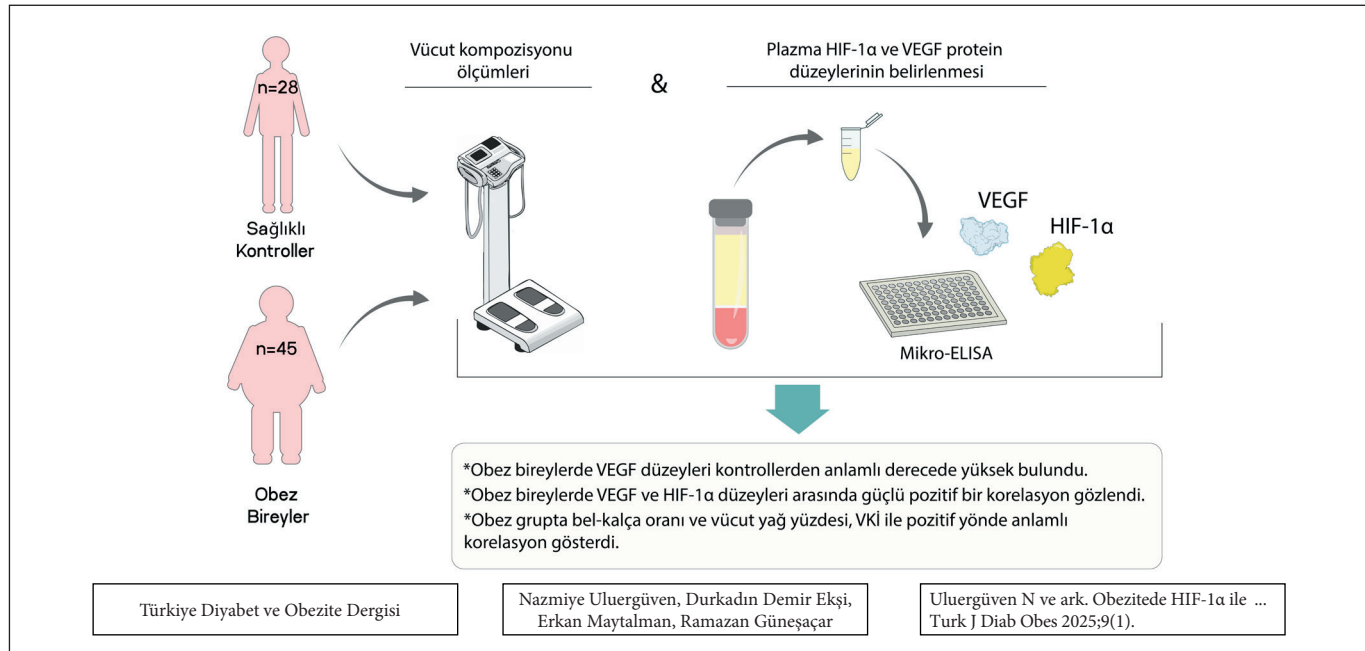 n=28
Sağlıklı
Kontroller
n=45
Obez
Bireyler
Vücut kompozisyonu
ölçümleri
&
Plazma HIF-1α ve VEGF protein
düzeylerinin belirlenmesi
VEGF
HIF-1α
Mikro-ELISA
*Obez bireylerde VEGF düzeyleri kontrollerden anlamlı derecede yüksek bulundu.
*Obez bireylerde VEGF ve HIF-1α düzeyleri arasında güçlü pozitif bir korelasyon gözlendi.
*Obez grupta bel-kalça oranı ve vücut yağ yüzdesi, VKİ ile pozitif yönde anlamlı
korelasyon gösterdi.
Türkiye Diyabet ve Obezite Dergisi
Nazmiye Uluergüven, Durkadın Demir Ekşi,
Erkan Maytalman, Ramazan Güneşaçar
Uluergüven N ve ark. Obezitede HIF-1α ile ...
Turk J Diab Obes 2025;9(1).